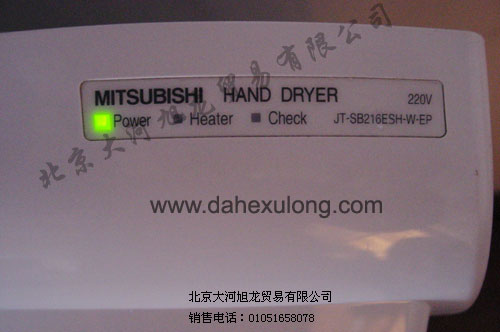 北京大河旭龙贸易有限公司
MITSUBISHI HAND DRYER 220V
Power Heater Check JT-SB216ESH-W-EP
www.dahexulong.com
北京大河旭龙贸易有限公司
销售电话：01051658078